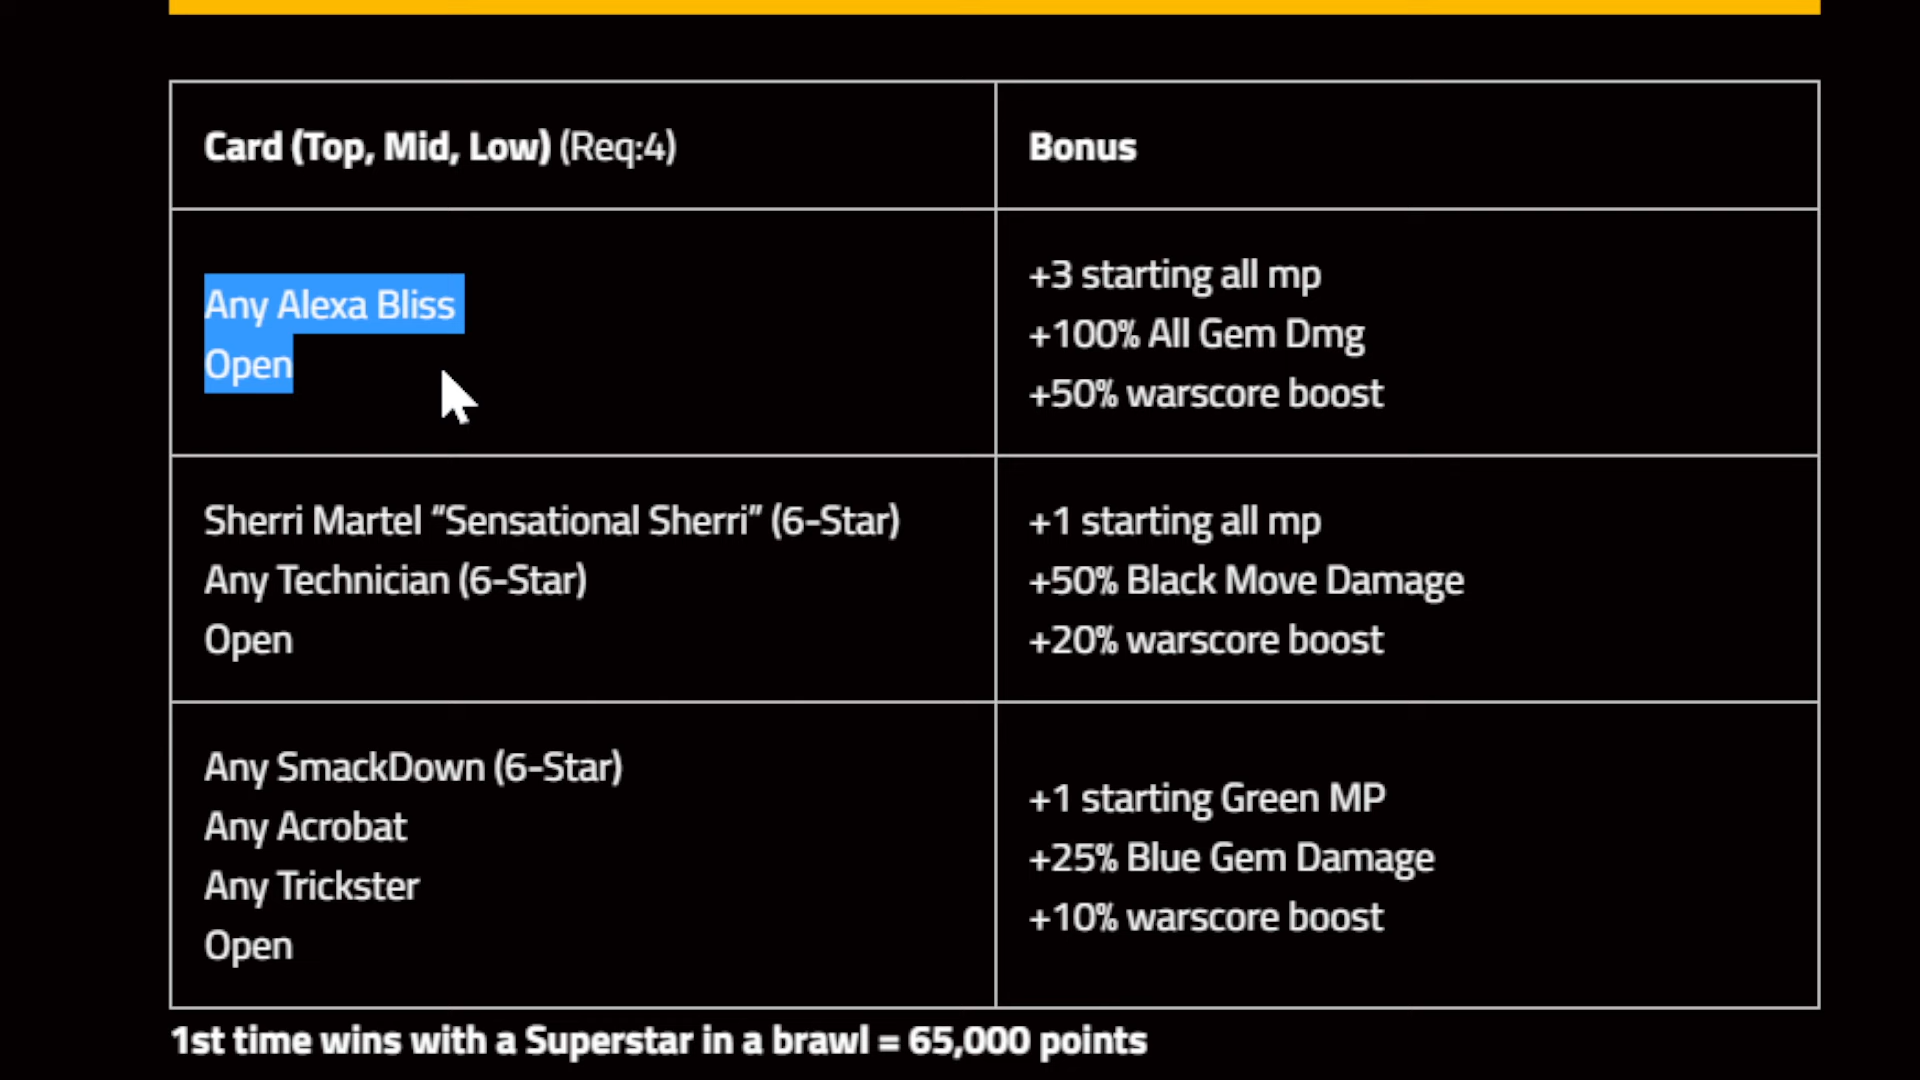 Card (Top, Mid, Low) (Req:4)
Bonus
Any Alexa Bliss
Open
+3 starting all mp
+100% All Gem Dmg
+50% warscore boost
Sherri Martel “Sensational Sherri” (6-Star)
Any Technician (6-Star)
Open
+1 starting all mp
+50% Black Move Damage
+20% warscore boost
Any SmackDown (6-Star)
Any Acrobat
Any Trickster
Open
+1 starting Green MP
+25% Blue Gem Damage
+10% warscore boost
1st time wins with a Superstar in a brawl = 65,000 points